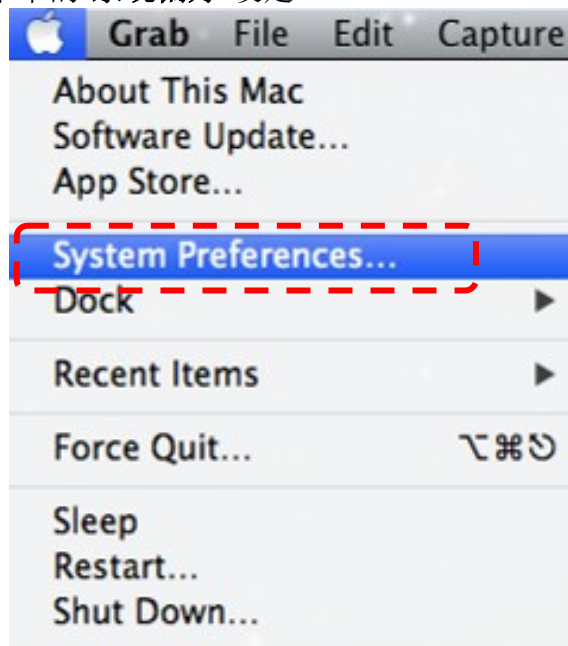 Grab File Edit Capture
About This Mac
Software Update...
App Store...
System Preferences...
Dock ▶
Recent Items ▶
Force Quit... ⌥⌘⎋
Sleep
Restart...
Shut Down...